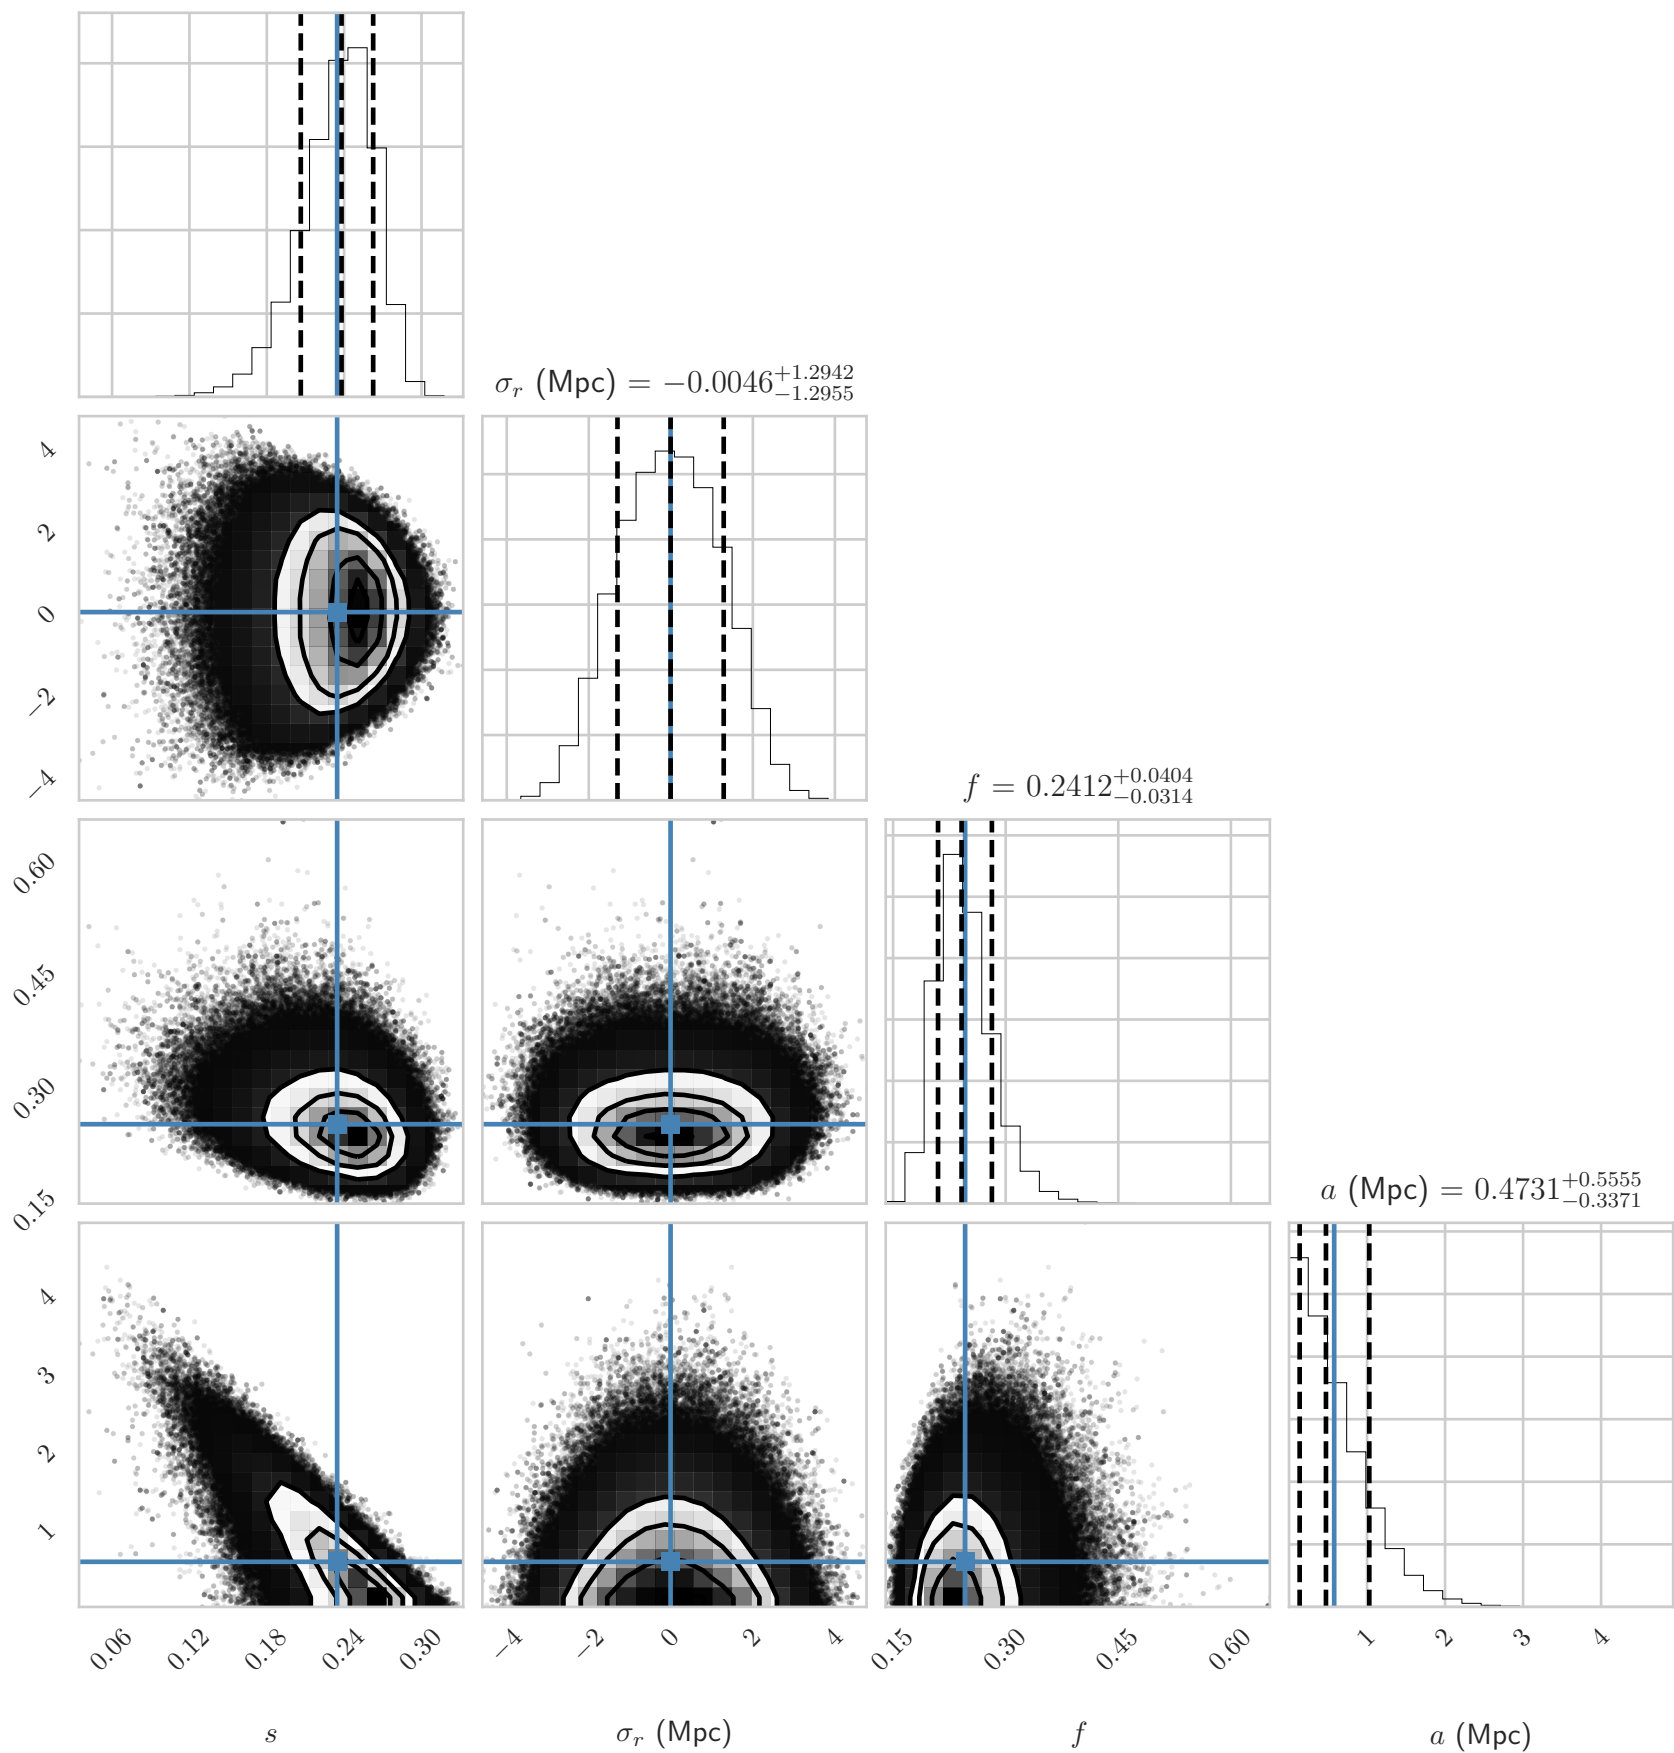 σ_r (Mpc) = −0.0046^{+1.2942}_{−1.2955}
4
2
0
−2
−4
f = 0.2412^{+0.0404}_{−0.0314}
0.60
0.45
0.30
0.15
a (Mpc) = 0.4731^{+0.5555}_{−0.3371}
4
3
2
1
0.06 0.12 0.18 0.24 0.30 −4 −2 0 2 4 0.15 0.30 0.45 0.60 1 2 3 4
s σ_r (Mpc) f a (Mpc)